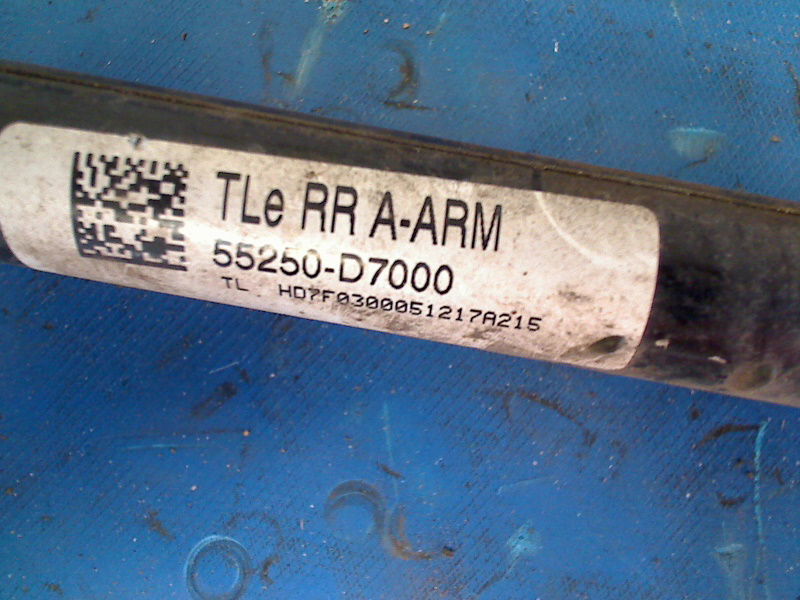 TLe RR A-ARM
55250-D7000
TL HD7F0300051217A215